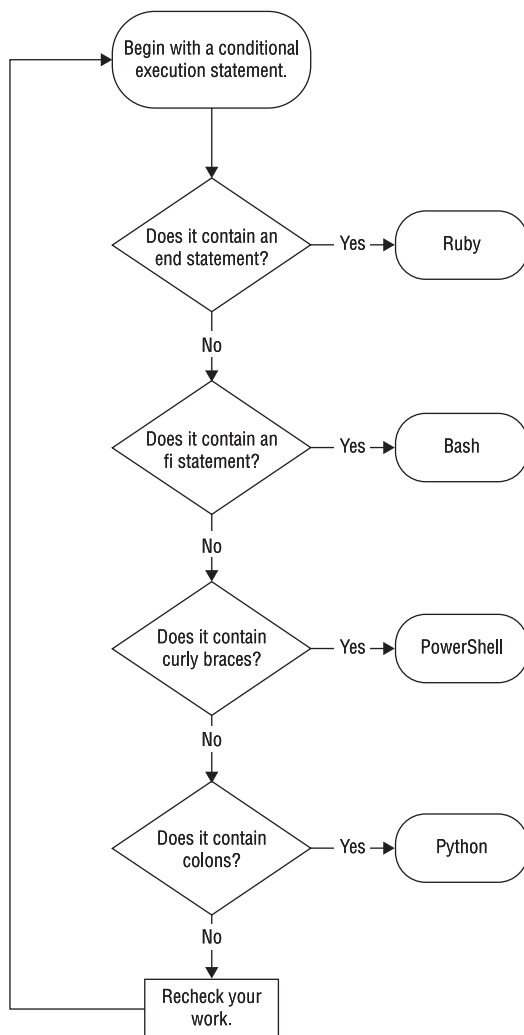 Begin with a conditional
execution statement.
Does it contain an
end statement?
Yes
Ruby
No
Does it contain an
fi statement?
Yes
Bash
No
Does it contain
curly braces?
Yes
PowerShell
No
Does it contain
colons?
Yes
Python
No
Recheck your
work.